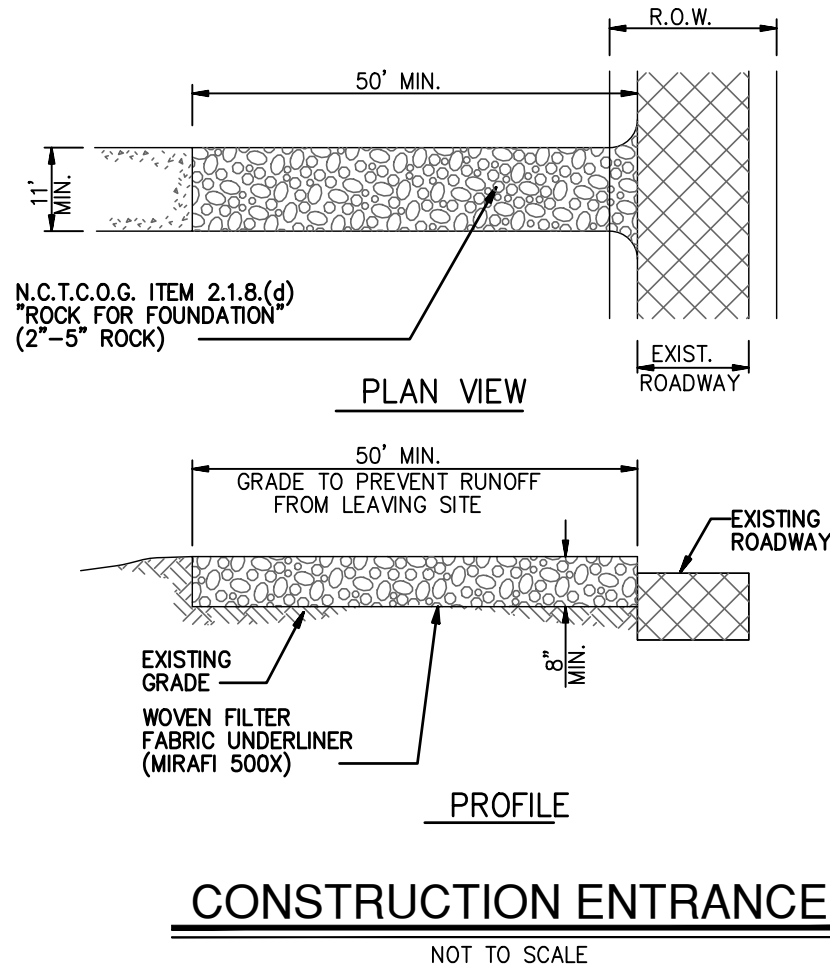 R.O.W.
50' MIN.
11'
MIN.
N.C.T.C.O.G. ITEM 2.1.8.(d)
"ROCK FOR FOUNDATION"
(2"-5" ROCK)
EXIST.
ROADWAY
PLAN VIEW
50' MIN.
GRADE TO PREVENT RUNOFF
FROM LEAVING SITE
EXISTING
ROADWAY
8"
MIN.
EXISTING
GRADE
WOVEN FILTER
FABRIC UNDERLINER
(MIRAFI 500X)
PROFILE
CONSTRUCTION ENTRANCE
NOT TO SCALE